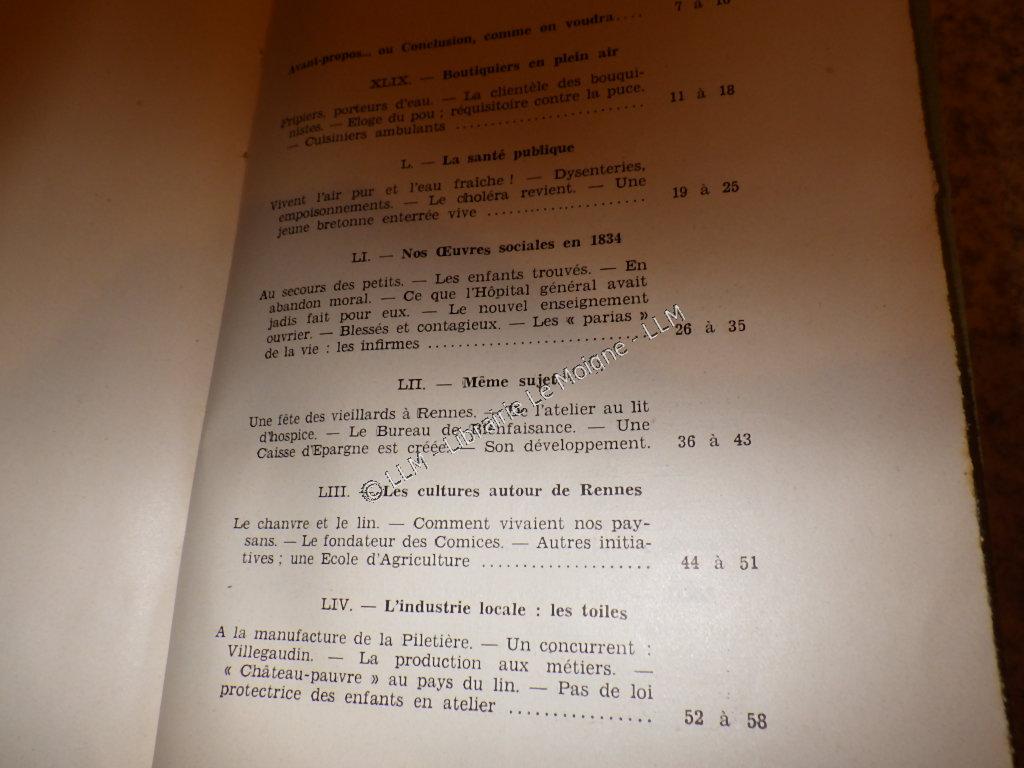 Avant-propos... ou Conclusion, comme on voudra.... 7 à 10
XLIX. — Boutiquiers en plein air
Fripiers, porteurs d'eau. — La clientèle des bouqui-
nistes. — Eloge du pou ; réquisitoire contre la puce.
— Cuisiniers ambulants ........................ 11 à 18
L. — La santé publique
Vivent l'air pur et l'eau fraîche ! — Dysenteries,
empoisonnements. — Le choléra revient. — Une
jeune bretonne enterrée vive .................... 19 à 25
LI. — Nos Œuvres sociales en 1834
Au secours des petits. — Les enfants trouvés. — En
abandon moral. — Ce que l'Hôpital général avait
jadis fait pour eux. — Le nouvel enseignement
ouvrier. — Blessés et contagieux. — Les « parias »
de la vie : les infirmes ........................... 26 à 35
LII. — Même sujet
Une fête des vieillards à Rennes. — De l'atelier au lit
d'hospice. — Le Bureau de Bienfaisance. — Une
Caisse d'Epargne est créée. — Son développement. 36 à 43
LIII. — Les cultures autour de Rennes
Le chanvre et le lin. — Comment vivaient nos pay-
sans. — Le fondateur des Comices. — Autres initia-
tives ; une Ecole d'Agriculture ..................... 44 à 51
LIV. — L'industrie locale : les toiles
A la manufacture de la Piletière. — Un concurrent :
Villegaudin. — La production aux métiers. —
« Château-pauvre » au pays du lin. — Pas de loi
protectrice des enfants en atelier ................. 52 à 58
© LLM - Librairie Le Moigne - LLM